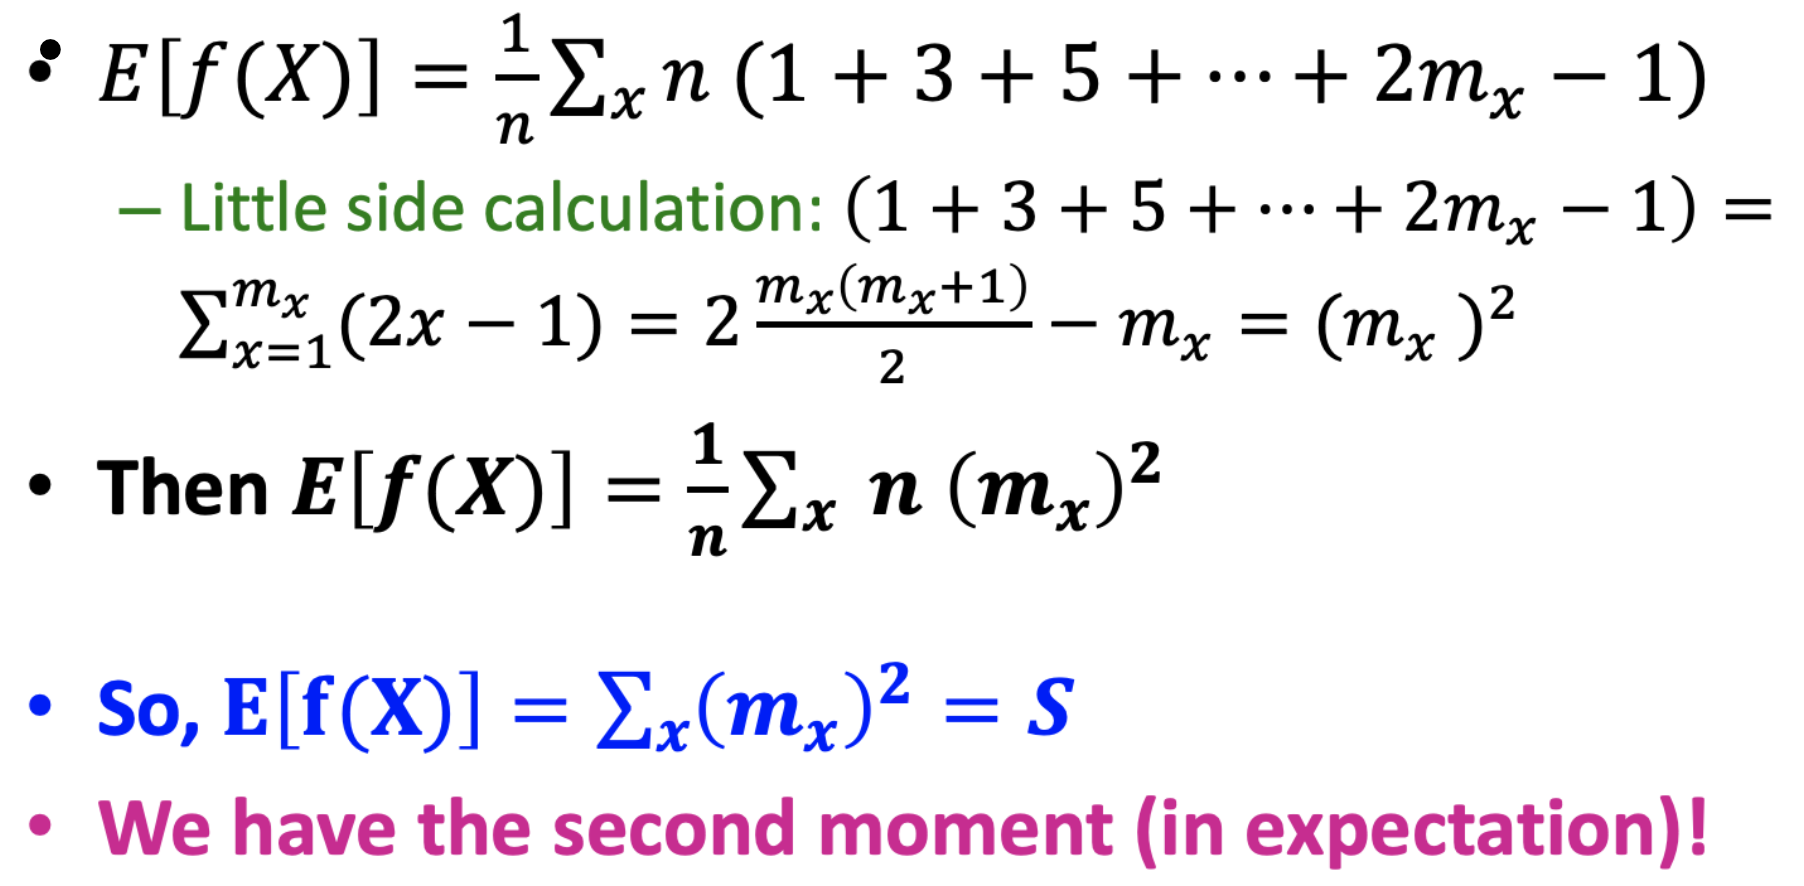 • E[f(X)] = 1/n ∑ₓ n (1 + 3 + 5 + ⋯ + 2mₓ − 1)
– Little side calculation: (1 + 3 + 5 + ⋯ + 2mₓ − 1) =
∑_{x=1}^{mₓ} (2x − 1) = 2 mₓ(mₓ+1)/2 − mₓ = (mₓ )²
• Then E[f(X)] = 1/n ∑ₓ n (mₓ)²
• So, E[f(X)] = ∑ₓ(mₓ)² = S
• We have the second moment (in expectation)!